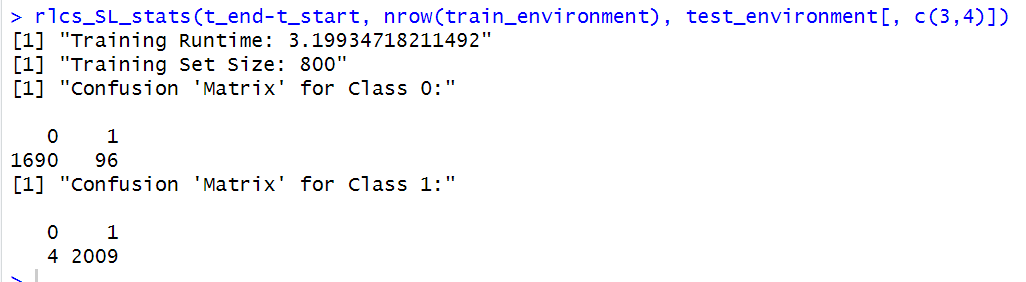 > rlcs_SL_stats(t_end-t_start, nrow(train_environment), test_environment[, c(3,4)])
[1] "Training Runtime: 3.19934718211492"
[1] "Training Set Size: 800"
[1] "Confusion 'Matrix' for Class 0:"
0 1
1690 96
[1] "Confusion 'Matrix' for Class 1:"
0 1
4 2009
>